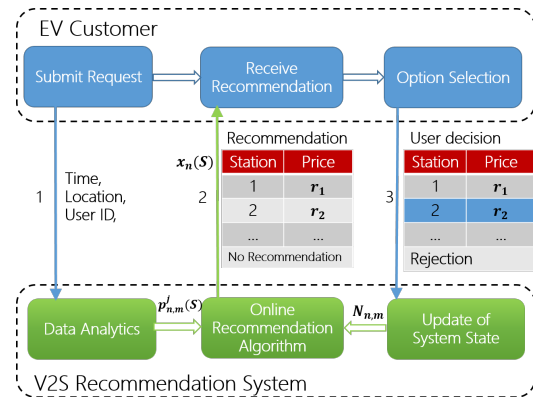 EV Customer
Submit Request
Receive
Recommendation
Option Selection
1
Time,
Location,
User ID,
x_n(S)
2
Recommendation
Station Price
1 r_1
2 r_2
... ...
No Recommendation
3
User decision
Station Price
1 r_1
2 r_2
... ...
Rejection
Data Analytics
p^j_{n,m}(S)
Online
Recommendation
Algorithm
N_{n,m}
Update of
System State
V2S Recommendation System